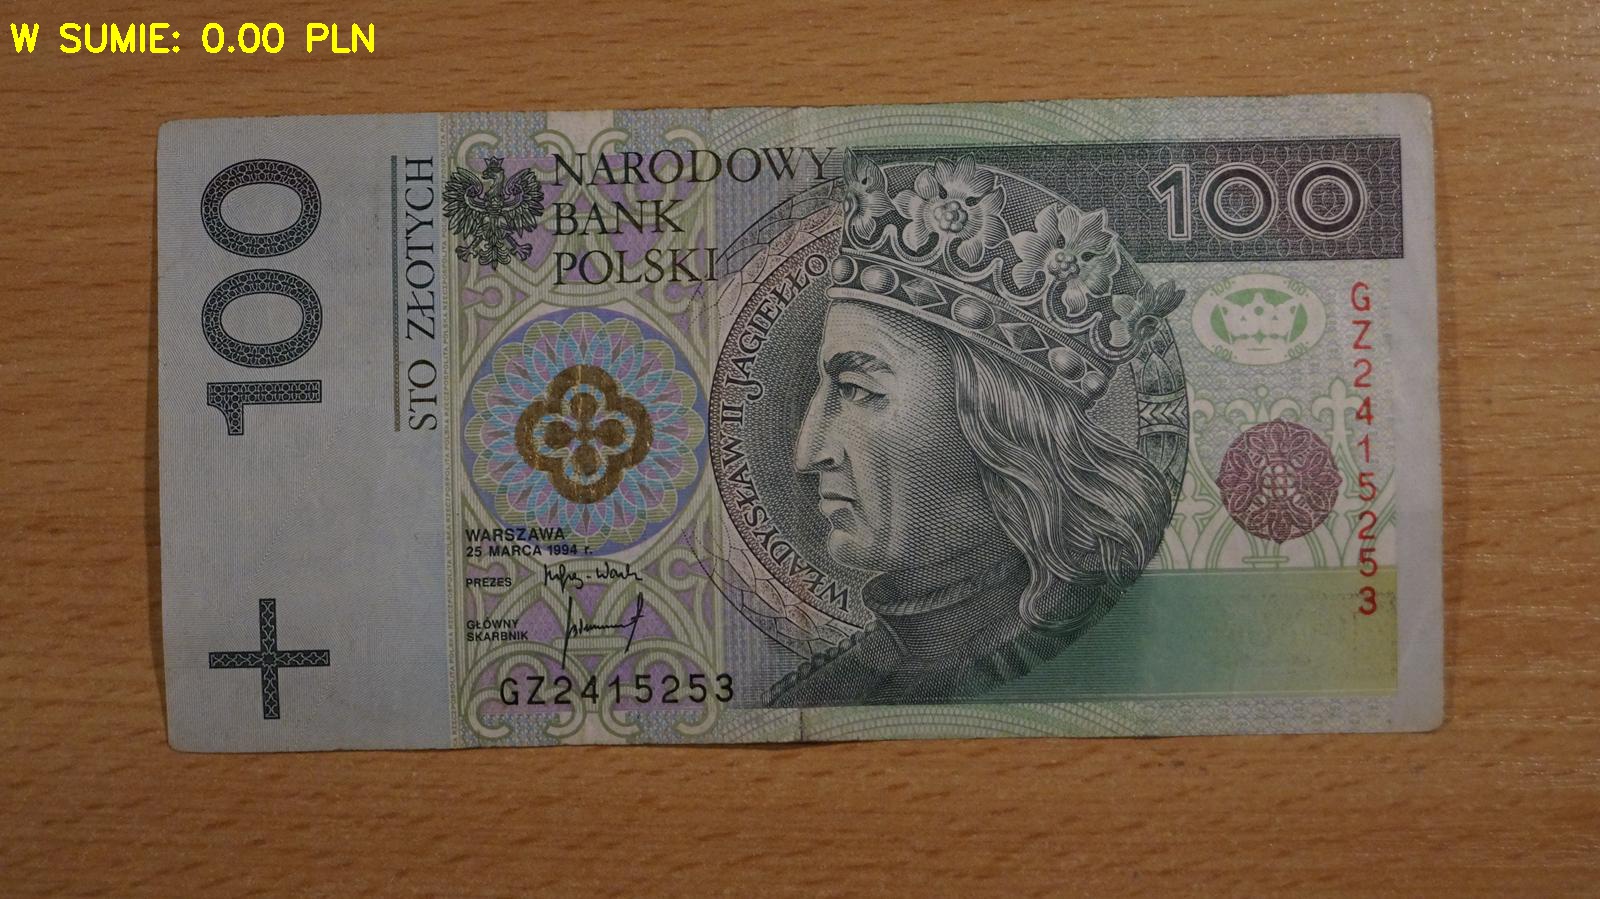 W SUMIE: 0.00 PLN
100
STO ZŁOTYCH
NARODOWY
BANK
POLSKI
100
WŁADYSŁAW II JAGIEŁŁO
GZ2415253
WARSZAWA
25 MARCA 1994 r.
PREZES
GŁÓWNY
SKARBNIK
GZ2415253